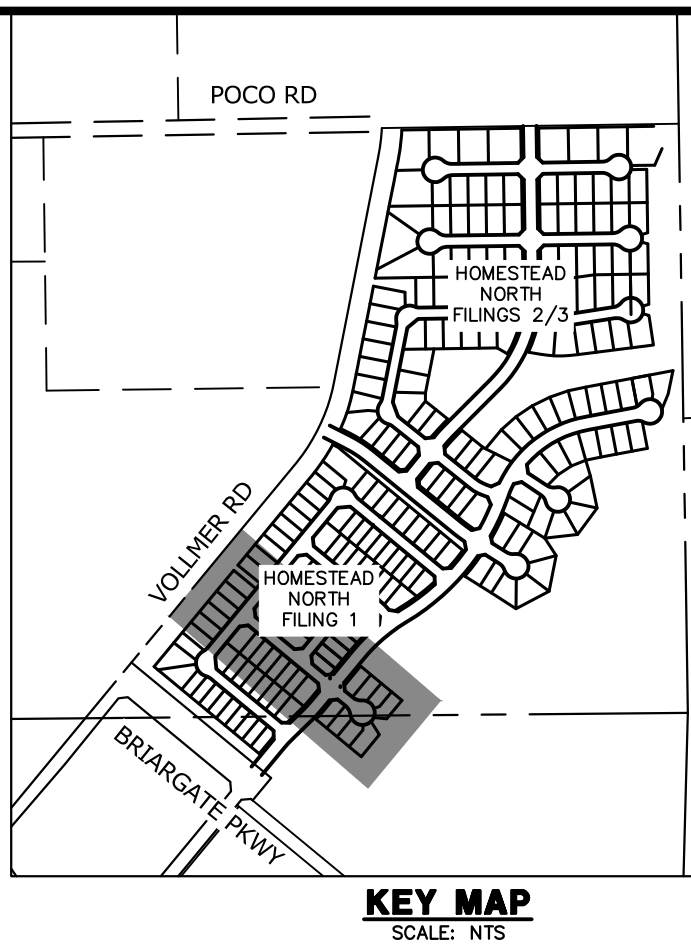 POCO RD
HOMESTEAD
NORTH
FILINGS 2/3
VOLLMER RD
HOMESTEAD
NORTH
FILING 1
BRIARGATE PKWY
KEY MAP
SCALE: NTS